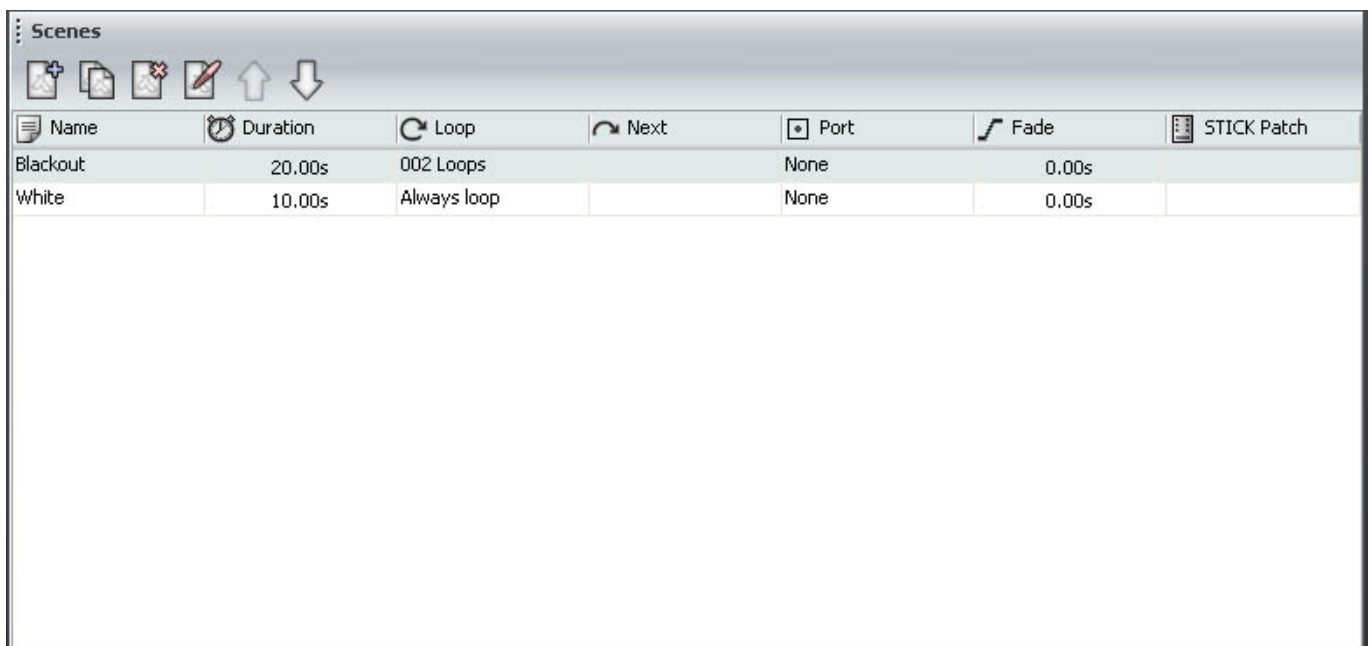 Scenes
Name Duration Loop Next Port Fade STICK Patch
Blackout 20.00s 002 Loops None 0.00s
White 10.00s Always loop None 0.00s